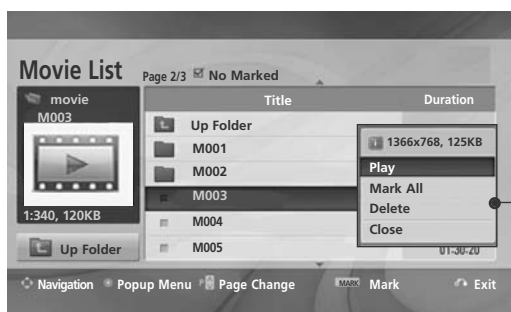 Movie List Page 2/3 No Marked
movie
M003
Title Duration
Up Folder
M001
M002
M003
M004
M005
1366x768, 125KB
Play
Mark All
Delete
Close
01:30:20
1:340, 120KB
Up Folder
Navigation Popup Menu Page Change MARK Mark Exit